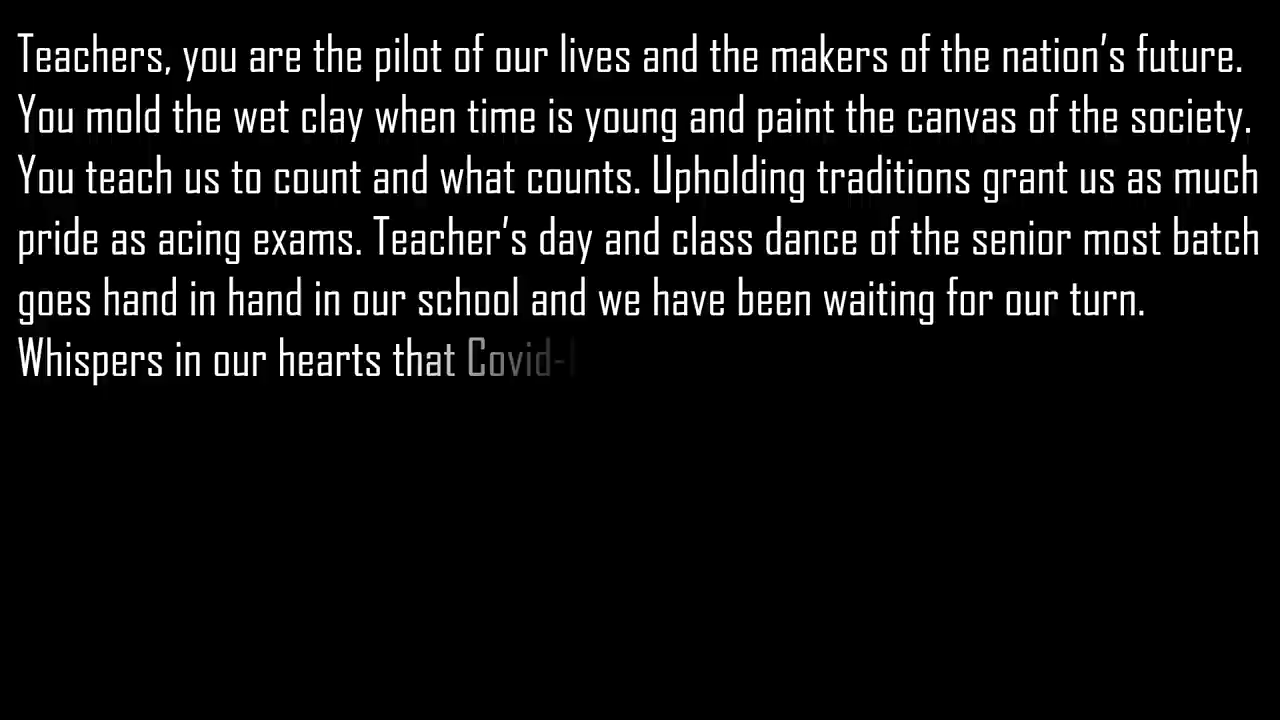 Teachers, you are the pilot of our lives and the makers of the nation’s future.
You mold the wet clay when time is young and paint the canvas of the society.
You teach us to count and what counts. Upholding traditions grant us as much
pride as acing exams. Teacher’s day and class dance of the senior most batch
goes hand in hand in our school and we have been waiting for our turn.
Whispers in our hearts that Covid-